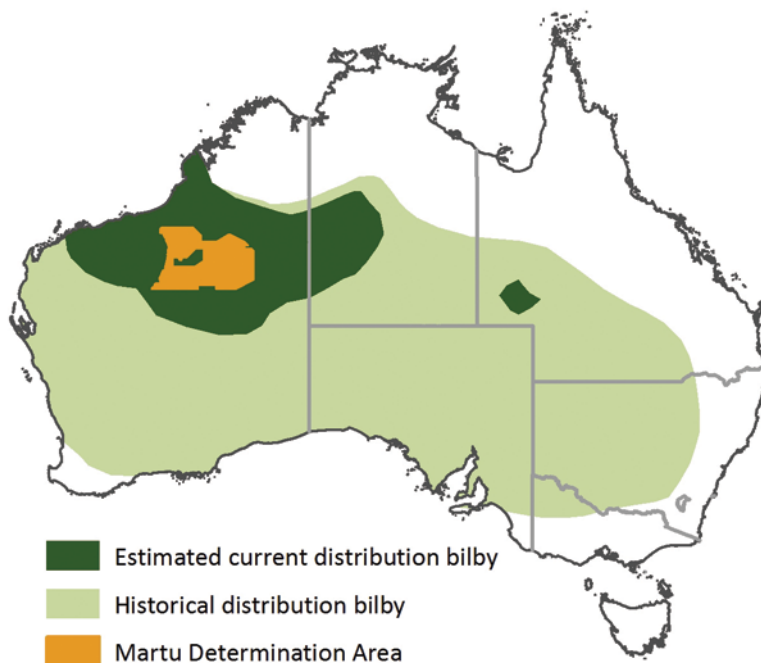 Estimated current distribution bilby
Historical distribution bilby
Martu Determination Area